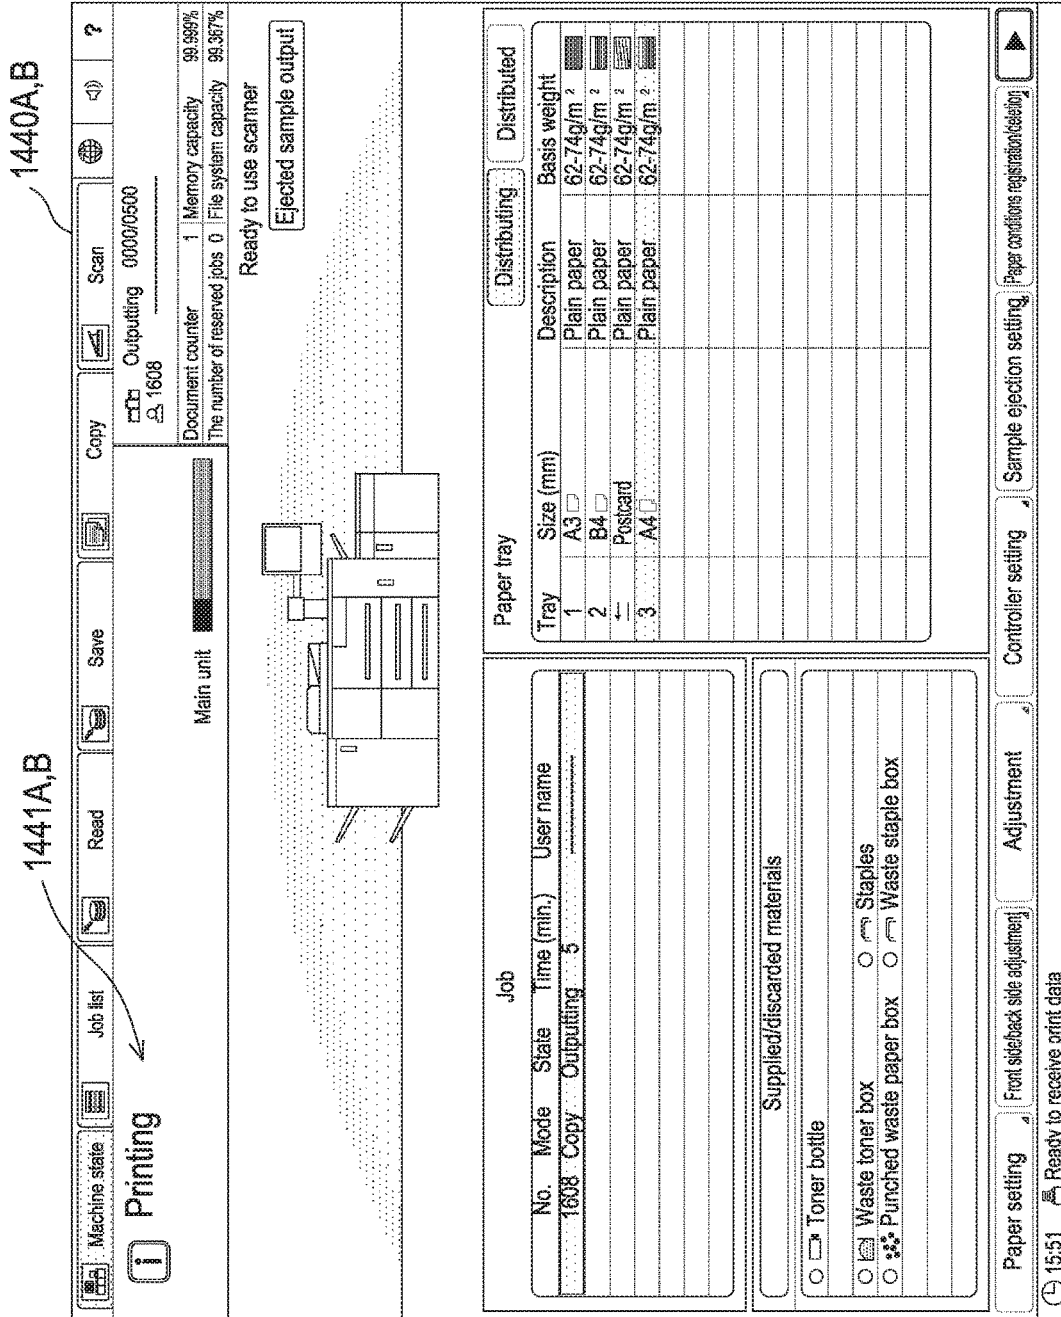 1440A,B
1441A,B
Machine state Job list Read Save Copy Scan ?
i Printing
Outputting 0000/0500
1608
Main unit
Document counter 1 Memory capacity 99.999%
The number of reserved jobs 0 File system capacity 99.367%
Ready to use scanner
Ejected sample output
Job
No. Mode State Time (min.) User name
1608 Copy Outputting 5
Supplied/discarded materials
Toner bottle
Waste toner box Staples
Punched waste paper box Waste staple box
Paper tray Distributing Distributed
Tray Size (mm) Description Basis weight
1 A3 Plain paper 62-74g/m 2
2 B4 Plain paper 62-74g/m 2
← Postcard Plain paper 62-74g/m 2
3 A4 Plain paper 62-74g/m 2
Paper setting Front side/back side adjustment Adjustment Controller setting Sample ejection setting Paper conditions registration/deletion
15:51 Ready to receive print data